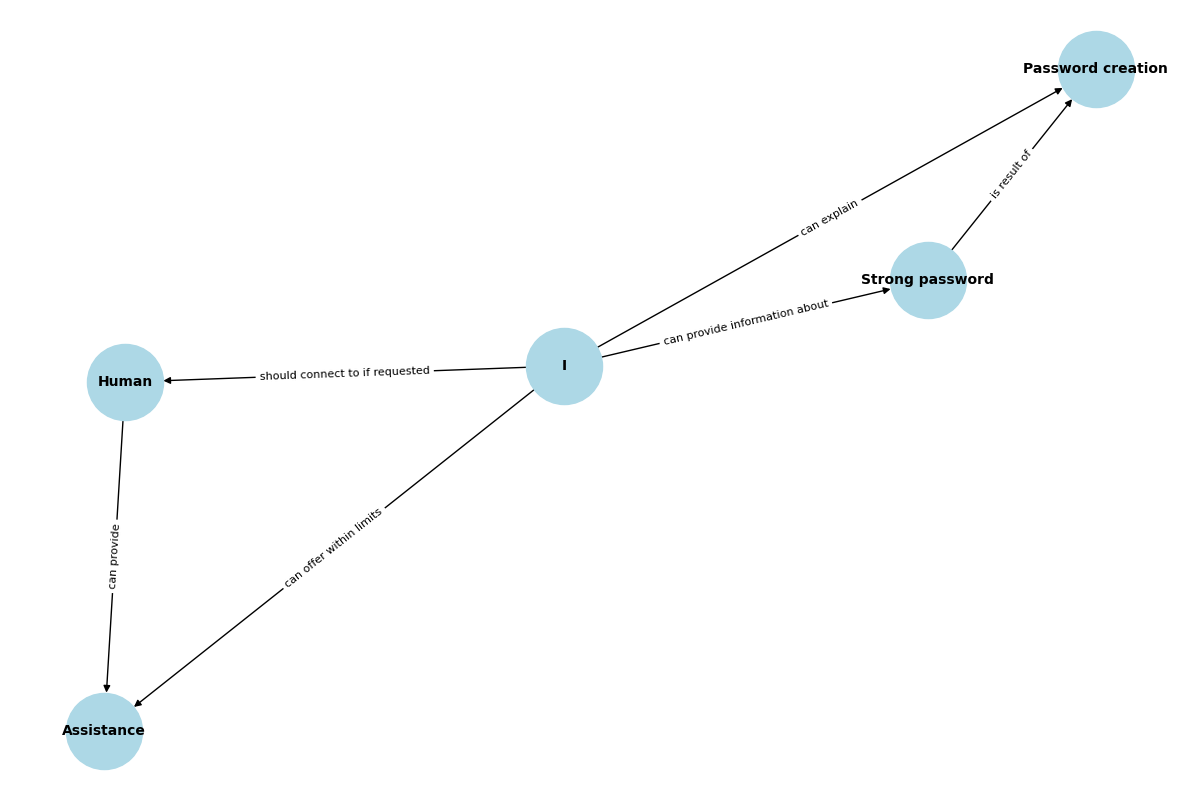 Password creation
is result of
can explain
Strong password
can provide information about
I
should connect to if requested
Human
can offer within limits
can provide
Assistance